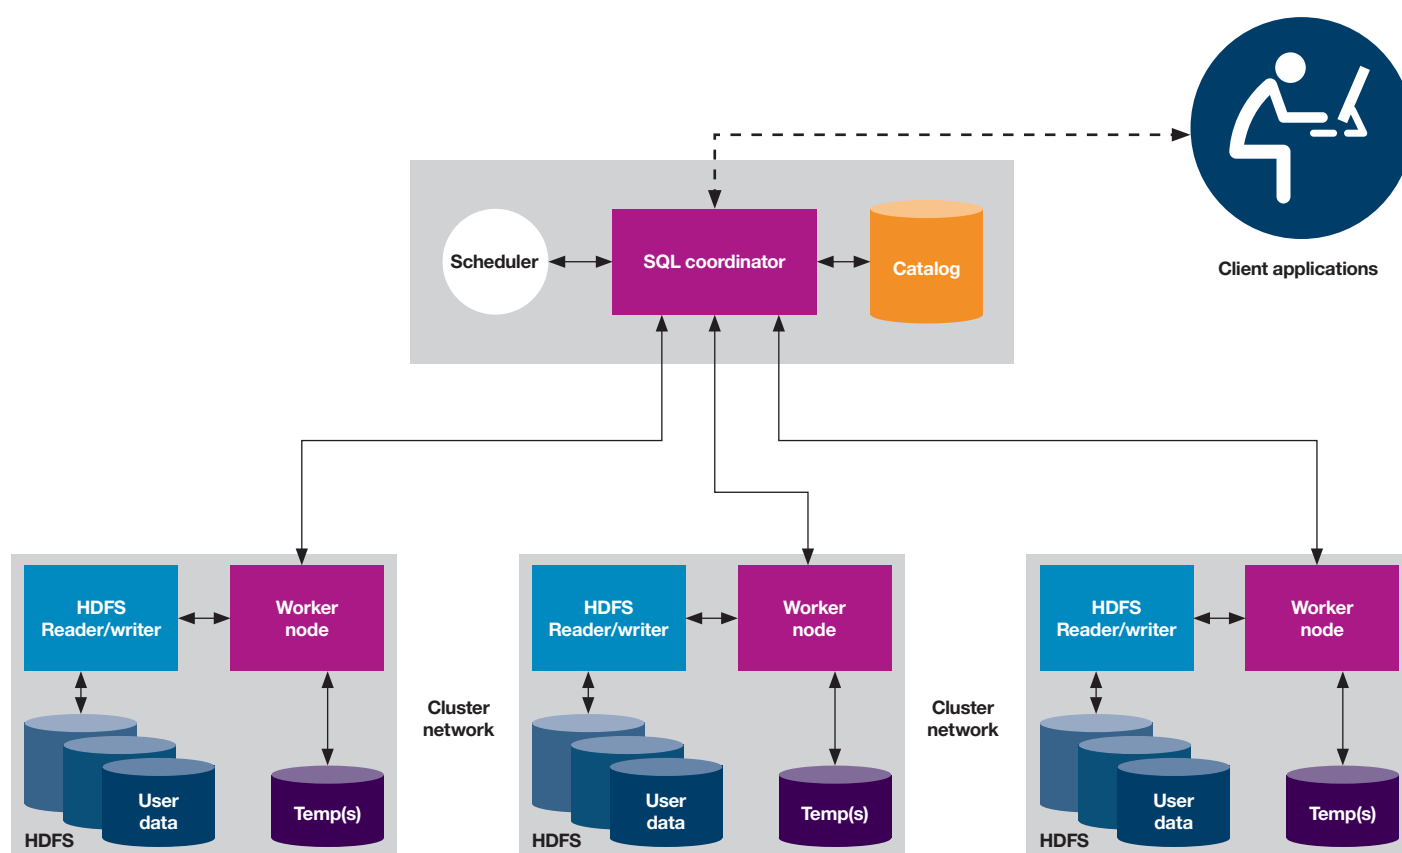 Client applications
Scheduler
SQL coordinator
Catalog
HDFS
Reader/writer
Worker
node
User
data
Temp(s)
HDFS
Cluster
network
HDFS
Reader/writer
Worker
node
User
data
Temp(s)
HDFS
Cluster
network
HDFS
Reader/writer
Worker
node
User
data
Temp(s)
HDFS